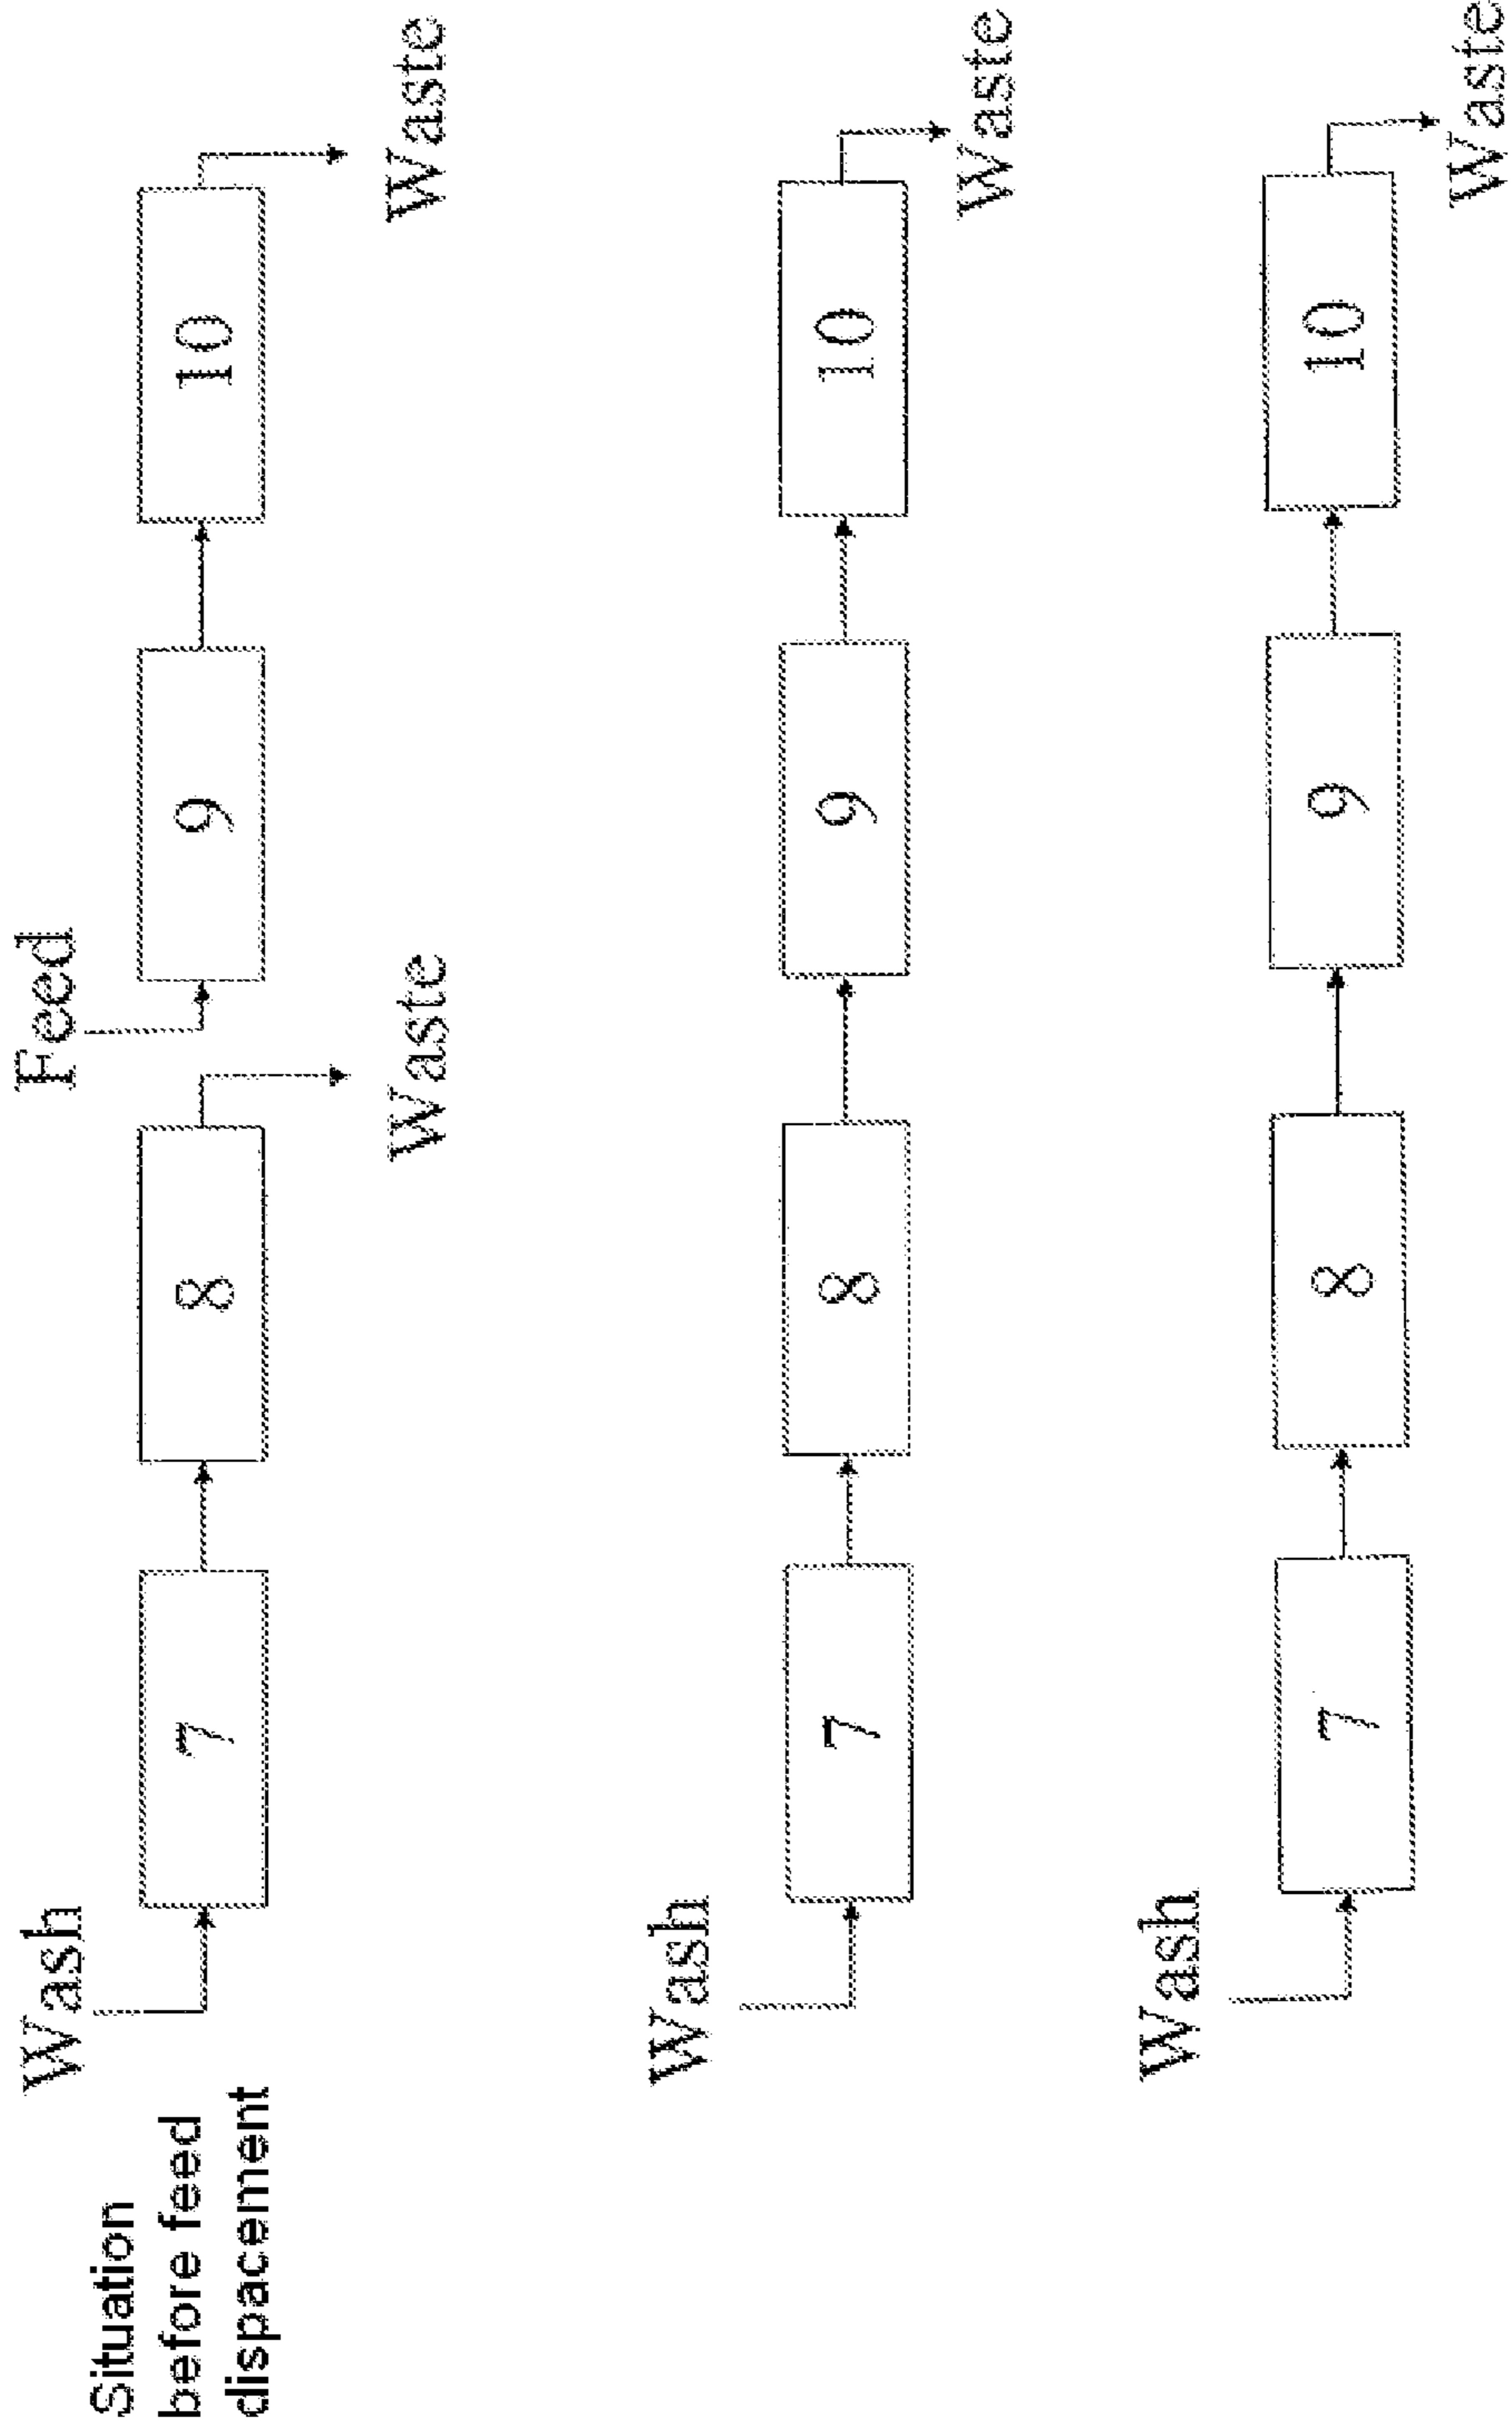 Situation
before feed
dispacement
Wash
7
8
Waste
Feed
9
10
Waste
Wash
7
8
9
10
Waste
Wash
7
8
9
10
Waste